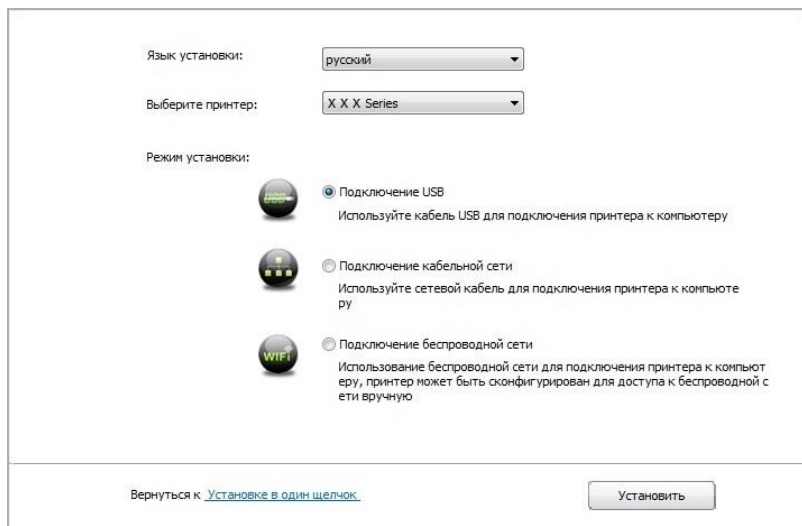 Язык установки:
русский
Выберите принтер:
X X X Series
Режим установки:
USB
Подключение USB
Используйте кабель USB для подключения принтера к компьютеру
Подключение кабельной сети
Используйте сетевой кабель для подключения принтера к компьюте
ру
WiFi
Подключение беспроводной сети
Использование беспроводной сети для подключения принтера к компьют
еру, принтер может быть сконфигурирован для доступа к беспроводной с
ети вручную
Вернуться к Установке в один щелчок
Установить